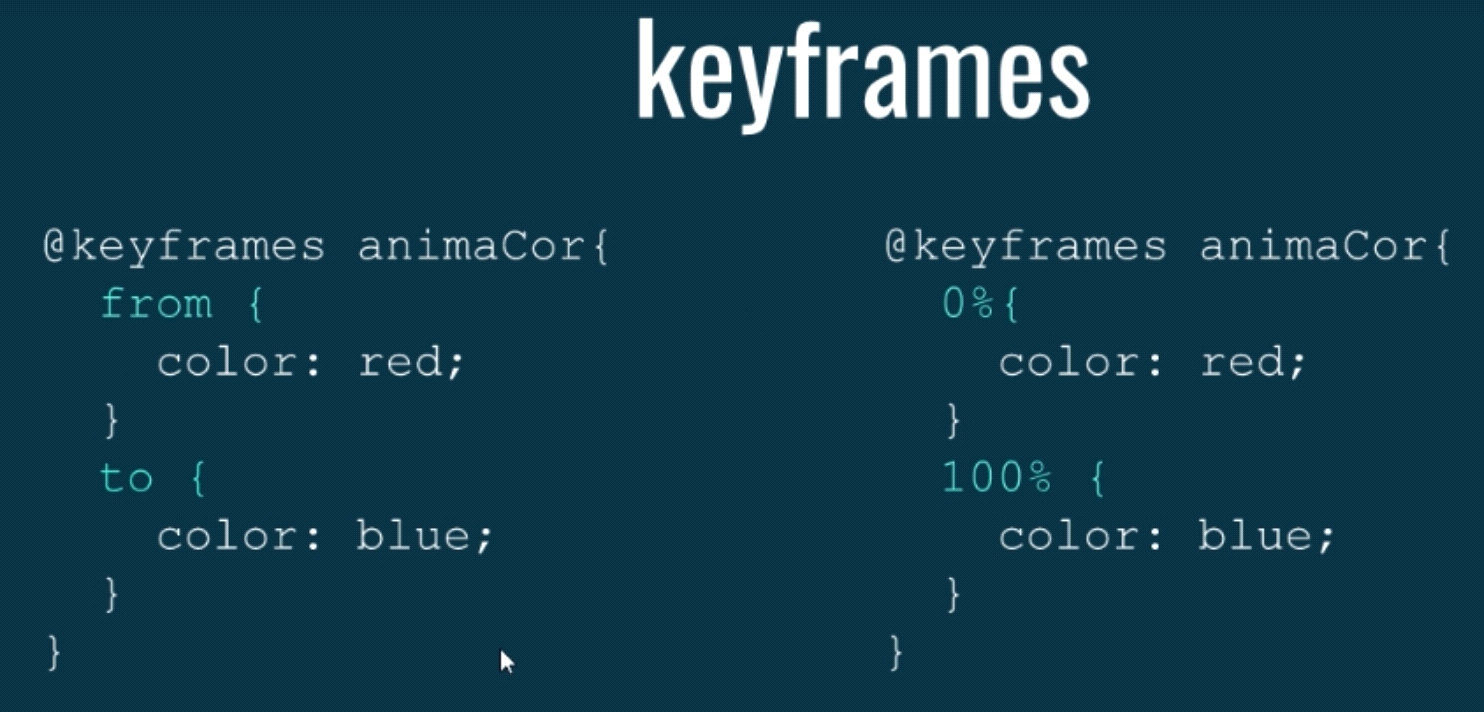 keyframes
@keyframes animaCor{
from {
color: red;
}
to {
color: blue;
}
}
@keyframes animaCor{
0%{
color: red;
}
100% {
color: blue;
}
}